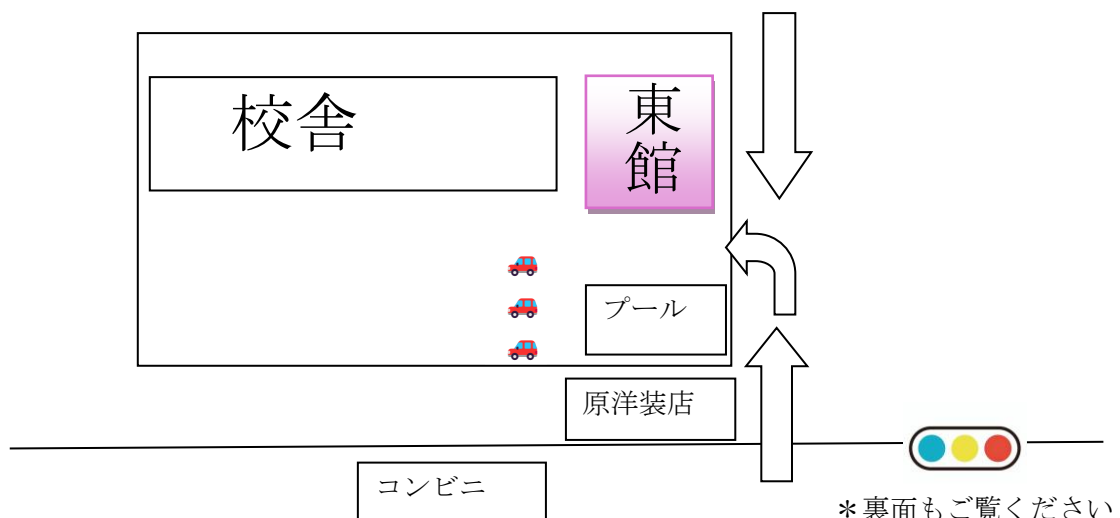 校舎
東館
プール
原洋装店
コンビニ
＊裏面もご覧ください